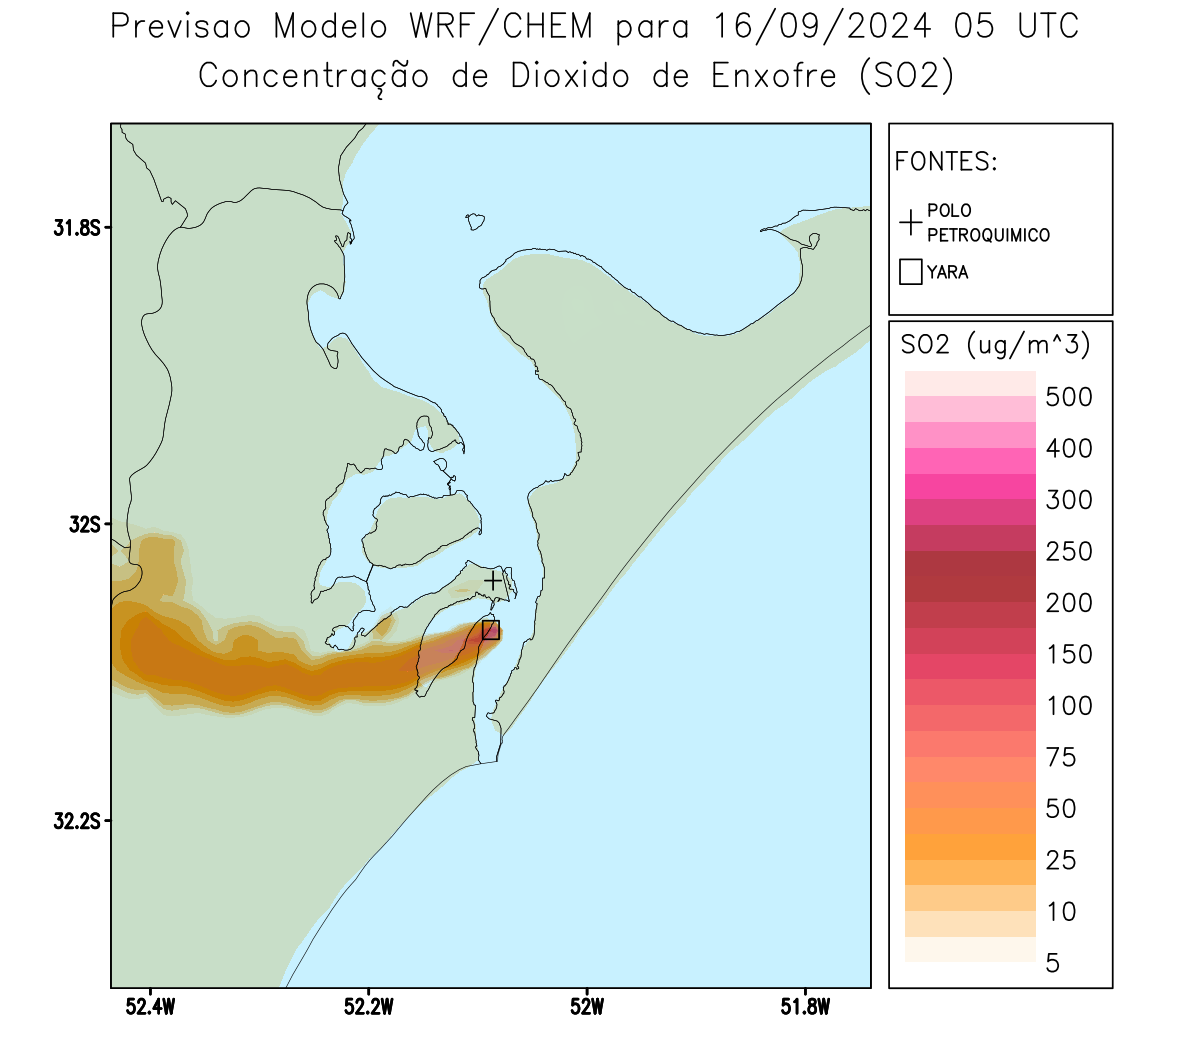 Previsao Modelo WRF/CHEM para 16/09/2024 05 UTC
Concentração de Dioxido de Enxofre (SO2)
FONTES:
POLO
PETROQUIMICO
YARA
31.8S
32S
32.2S
52.4W
52.2W
52W
51.8W
SO2 (ug/m^3)
500
400
300
250
200
150
100
75
50
25
10
5